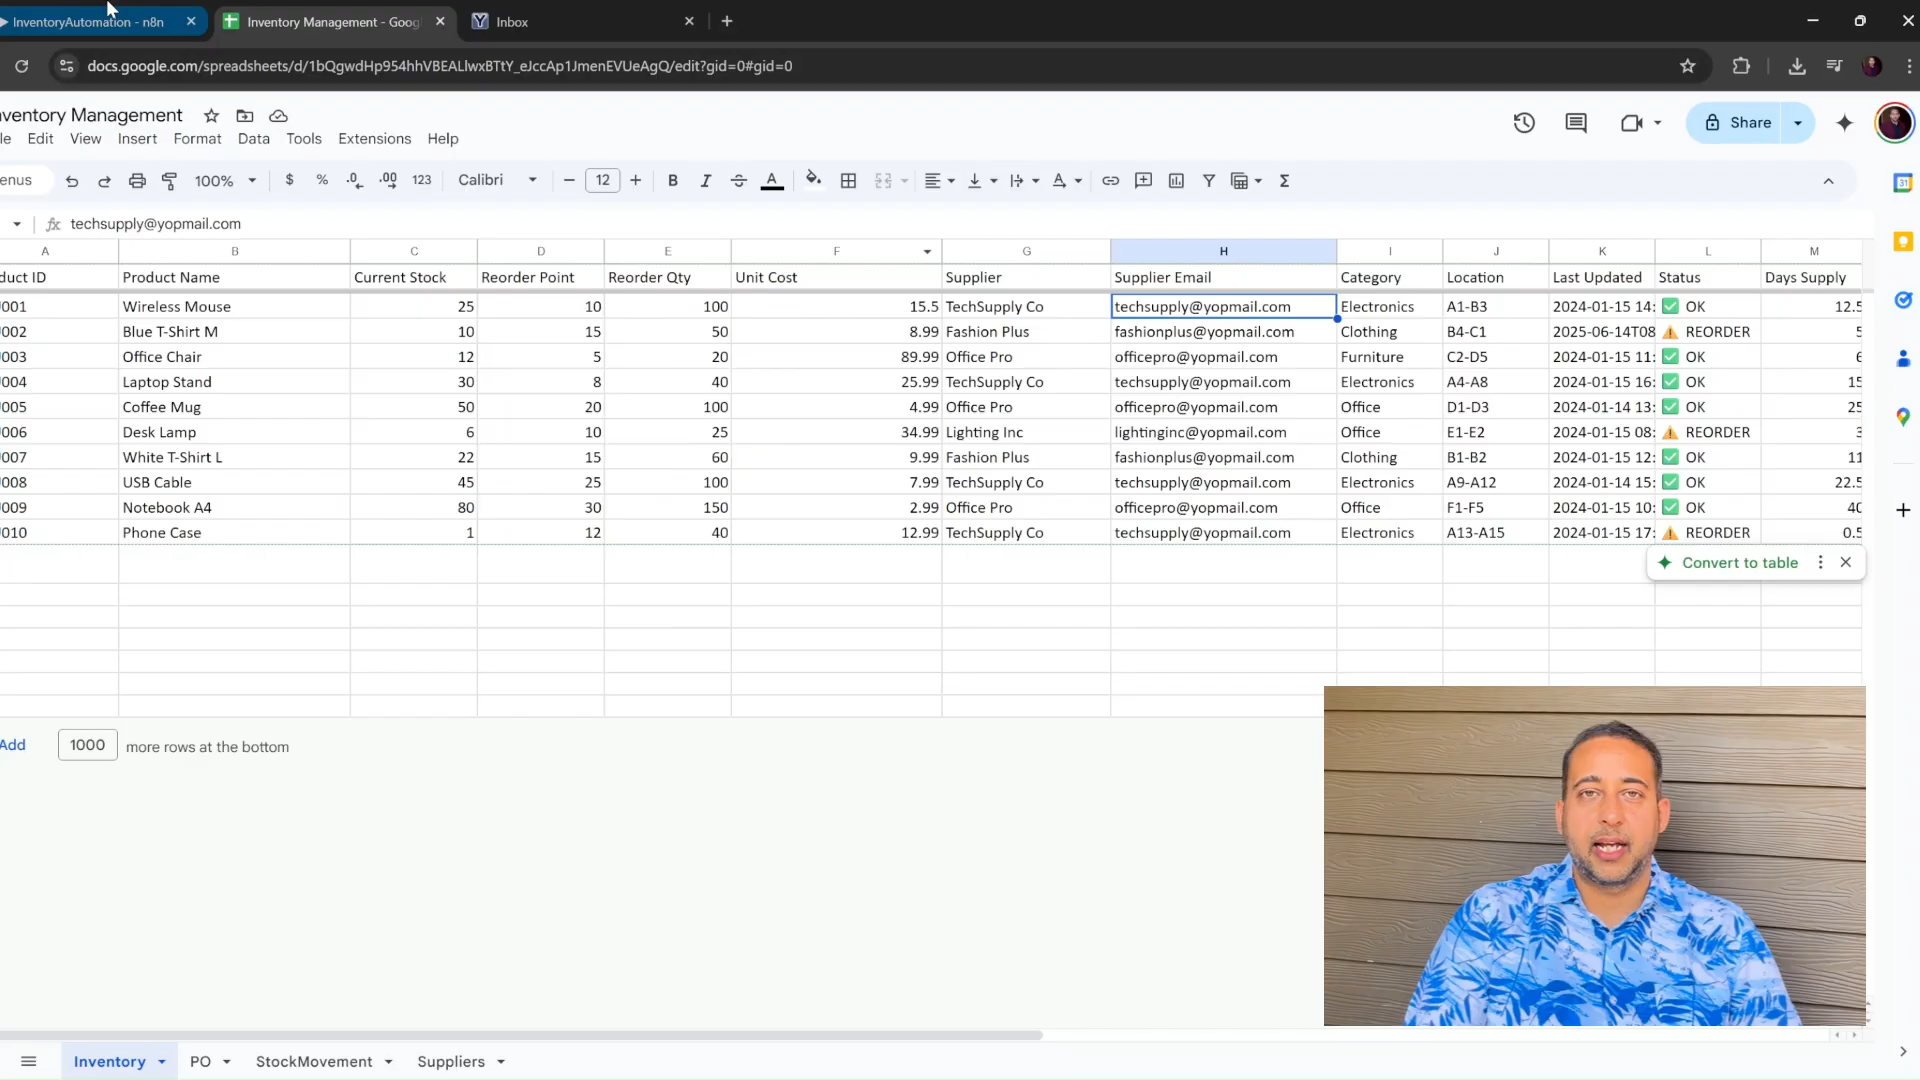 InventoryAutomation - n8n
Inventory Management - Goog
Inbox
docs.google.com/spreadsheets/d/1bQgwdHp954hhVBEALlwxBTtY_eJccAp1JmenEVUeAgQ/edit?gid=0#gid=0
nventory Management
le Edit View Insert Format Data Tools Extensions Help
Share
enus 100% $ % .0 .00 123 Calibri 12 B I A Σ
fx techsupply@yopmail.com
A B C D E F G H I J K L M
duct ID Product Name Current Stock Reorder Point Reorder Qty Unit Cost Supplier Supplier Email Category Location Last Updated Status Days Supply
001 Wireless Mouse 25 10 100 15.5 TechSupply Co techsupply@yopmail.com Electronics A1-B3 2024-01-15 14: ✅ OK 12.5
002 Blue T-Shirt M 10 15 50 8.99 Fashion Plus fashionplus@yopmail.com Clothing B4-C1 2025-06-14T08 ⚠️ REORDER 5
003 Office Chair 12 5 20 89.99 Office Pro officepro@yopmail.com Furniture C2-D5 2024-01-15 11: ✅ OK 6
004 Laptop Stand 30 8 40 25.99 TechSupply Co techsupply@yopmail.com Electronics A4-A8 2024-01-15 16: ✅ OK 15
005 Coffee Mug 50 20 100 4.99 Office Pro officepro@yopmail.com Office D1-D3 2024-01-14 13: ✅ OK 25
006 Desk Lamp 6 10 25 34.99 Lighting Inc lightinginc@yopmail.com Office E1-E2 2024-01-15 08: ⚠️ REORDER 3
007 White T-Shirt L 22 15 60 9.99 Fashion Plus fashionplus@yopmail.com Clothing B1-B2 2024-01-15 12: ✅ OK 11
008 USB Cable 45 25 100 7.99 TechSupply Co techsupply@yopmail.com Electronics A9-A12 2024-01-14 15: ✅ OK 22.5
009 Notebook A4 80 30 150 2.99 Office Pro officepro@yopmail.com Office F1-F5 2024-01-15 10: ✅ OK 40
010 Phone Case 1 12 40 12.99 TechSupply Co techsupply@yopmail.com Electronics A13-A15 2024-01-15 17: ⚠️ REORDER 0.5
Convert to table
Add 1000 more rows at the bottom
Inventory PO StockMovement Suppliers